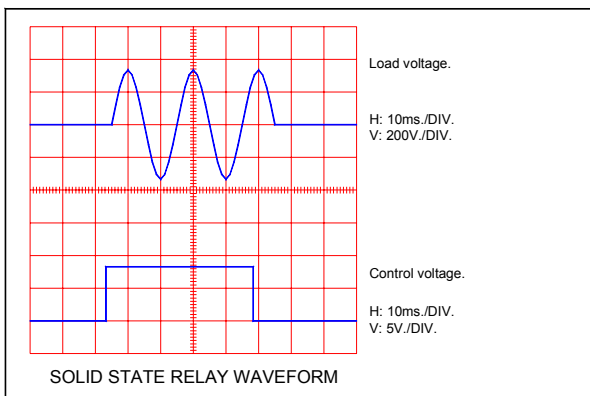 Load voltage.
H: 10ms./DIV.
V: 200V./DIV.
Control voltage.
H: 10ms./DIV.
V: 5V./DIV.
SOLID STATE RELAY WAVEFORM